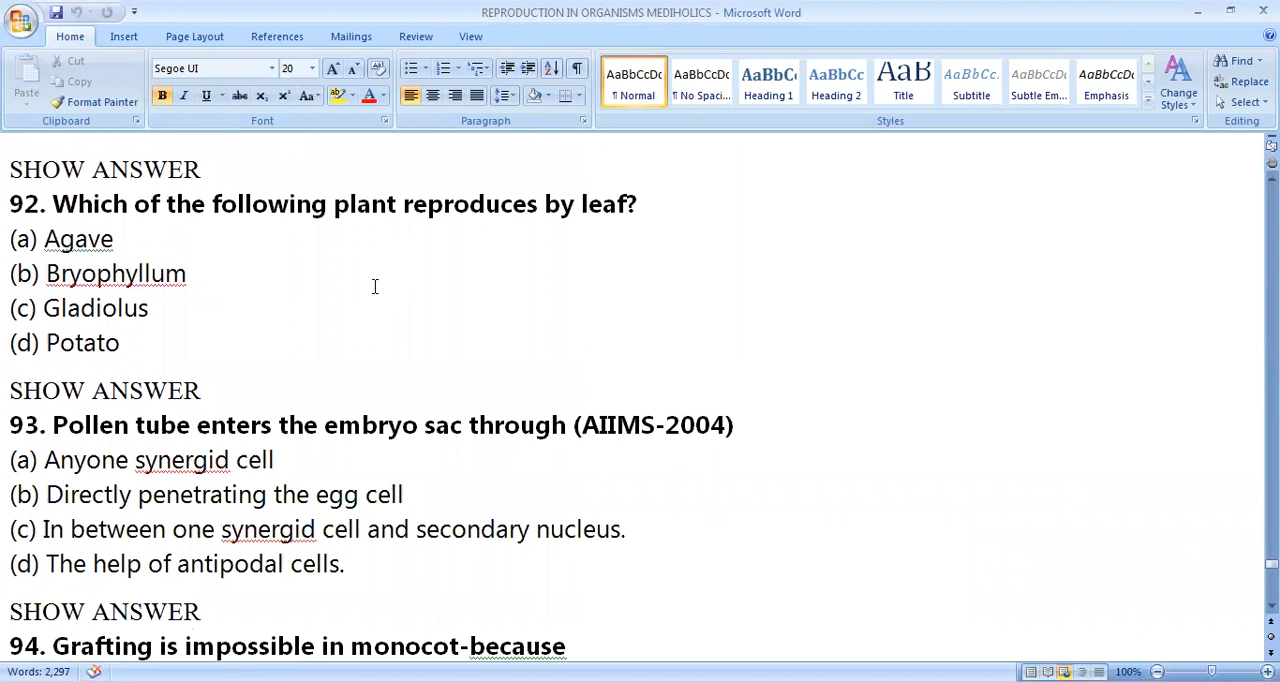 REPRODUCTION IN ORGANISMS MEDIHOLICS - Microsoft Word
Home Insert Page Layout References Mailings Review View
Paste
Cut
Copy
Format Painter
Clipboard
Segoe UI 20
B I U abc X₂ X² Aa
Font
Paragraph
AaBbCcDc AaBbCcDc AaBbC AaBbCc AaB AaBbCc. AaBbCcDc AaBbCcDc
¶ Normal ¶ No Spaci... Heading 1 Heading 2 Title Subtitle Subtle Em... Emphasis
Styles
Change Styles
Find
Replace
Select
Editing
SHOW ANSWER
92. Which of the following plant reproduces by leaf?
(a) Agave
(b) Bryophyllum
(c) Gladiolus
(d) Potato
SHOW ANSWER
93. Pollen tube enters the embryo sac through (AIIMS-2004)
(a) Anyone synergid cell
(b) Directly penetrating the egg cell
(c) In between one synergid cell and secondary nucleus.
(d) The help of antipodal cells.
SHOW ANSWER
94. Grafting is impossible in monocot-because
Words: 2,297
100%